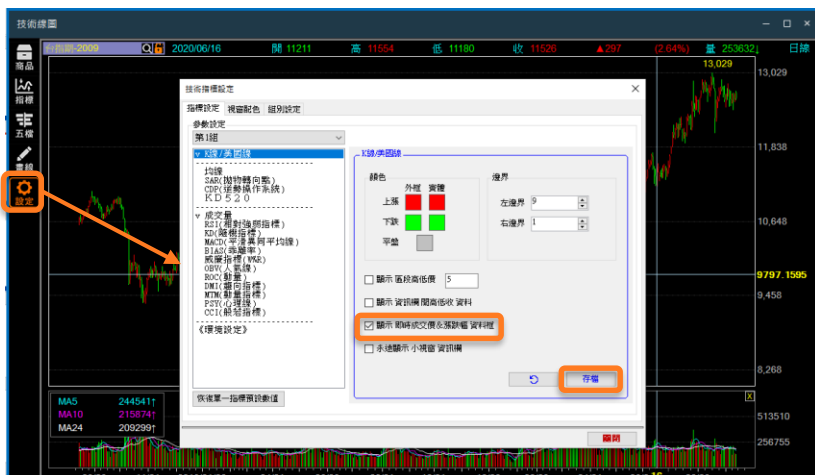 技術線圖
台指期-2009 2020/06/16 開 11211 高 11554 低 11180 收 11526 ▲297 (2.64%) 量 253632↓ 日線
商品
指標
五檔
畫線
設定
13,029
13,029
11,838
10,648
9797.1595
9,458
8,268
513510
256755
技術指標設定
指標設定 視窗配色 組別設定
參數設定
第1組
v K線/美國線
均線
SAR(拋物轉向點)
CDP(逆勢操作系統)
KD520
v 成交量
RSI(相對強弱指標)
KD(隨機指標)
MACD(平滑異同平均線)
BIAS(乖離率)
威廉指標(W%R)
OBV(人氣線)
ROC(動量)
DMI(趨向指標)
MTM(動量指標)
PSY(心理線)
CCI(般若指標)
《環境設定》
恢復單一指標預設數值
K線/美國線
顏色
外框 實體
上漲
下跌
平盤
邊界
左邊界 9
右邊界 1
顯示 區段高低價 5
顯示 資訊欄 開高低收 資料
顯示 即時成交價&漲跌幅 資料框
永遠顯示 小視窗 資訊欄
存檔
關閉
MA5 244541↑
MA10 215874↑
MA24 209299↑
X